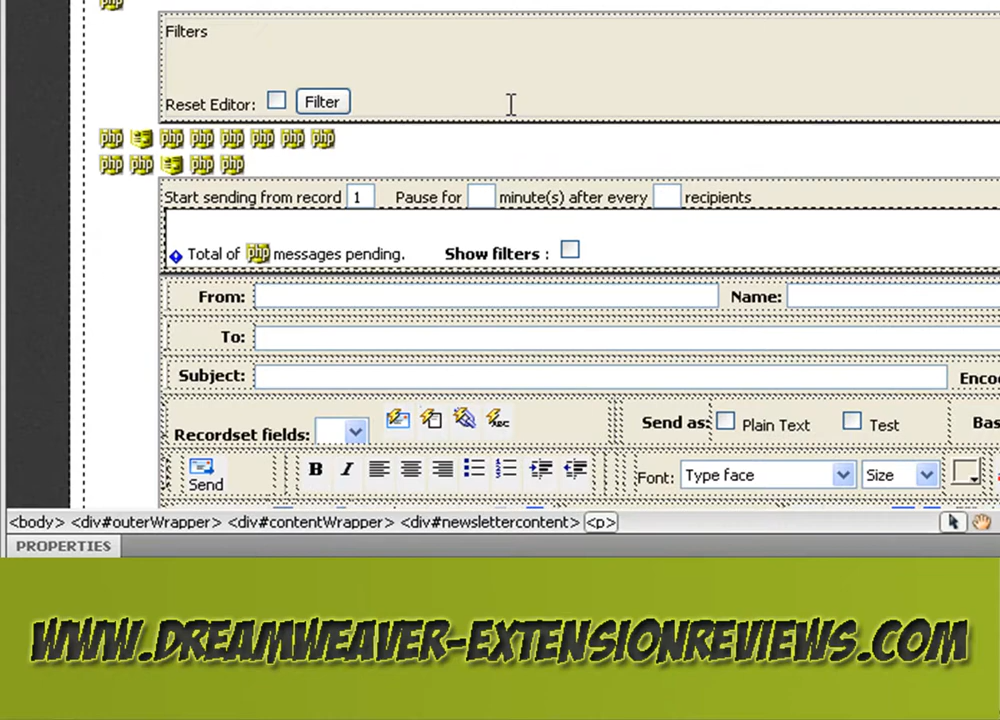 Filters
Reset Editor: Filter
php php php php php php php
php php php php
Start sending from record 1 Pause for minute(s) after every recipients
Total of php messages pending. Show filters :
From: Name:
To:
Subject: Enco
Recordset fields: ABC Send as: Plain Text Test Bas
Send B I Font: Type face Size
<body> <div#outerWrapper> <div#contentWrapper> <div#newslettercontent> <p>
PROPERTIES
WWW.DREAMWEAVER-EXTENSIONREVIEWS.COM